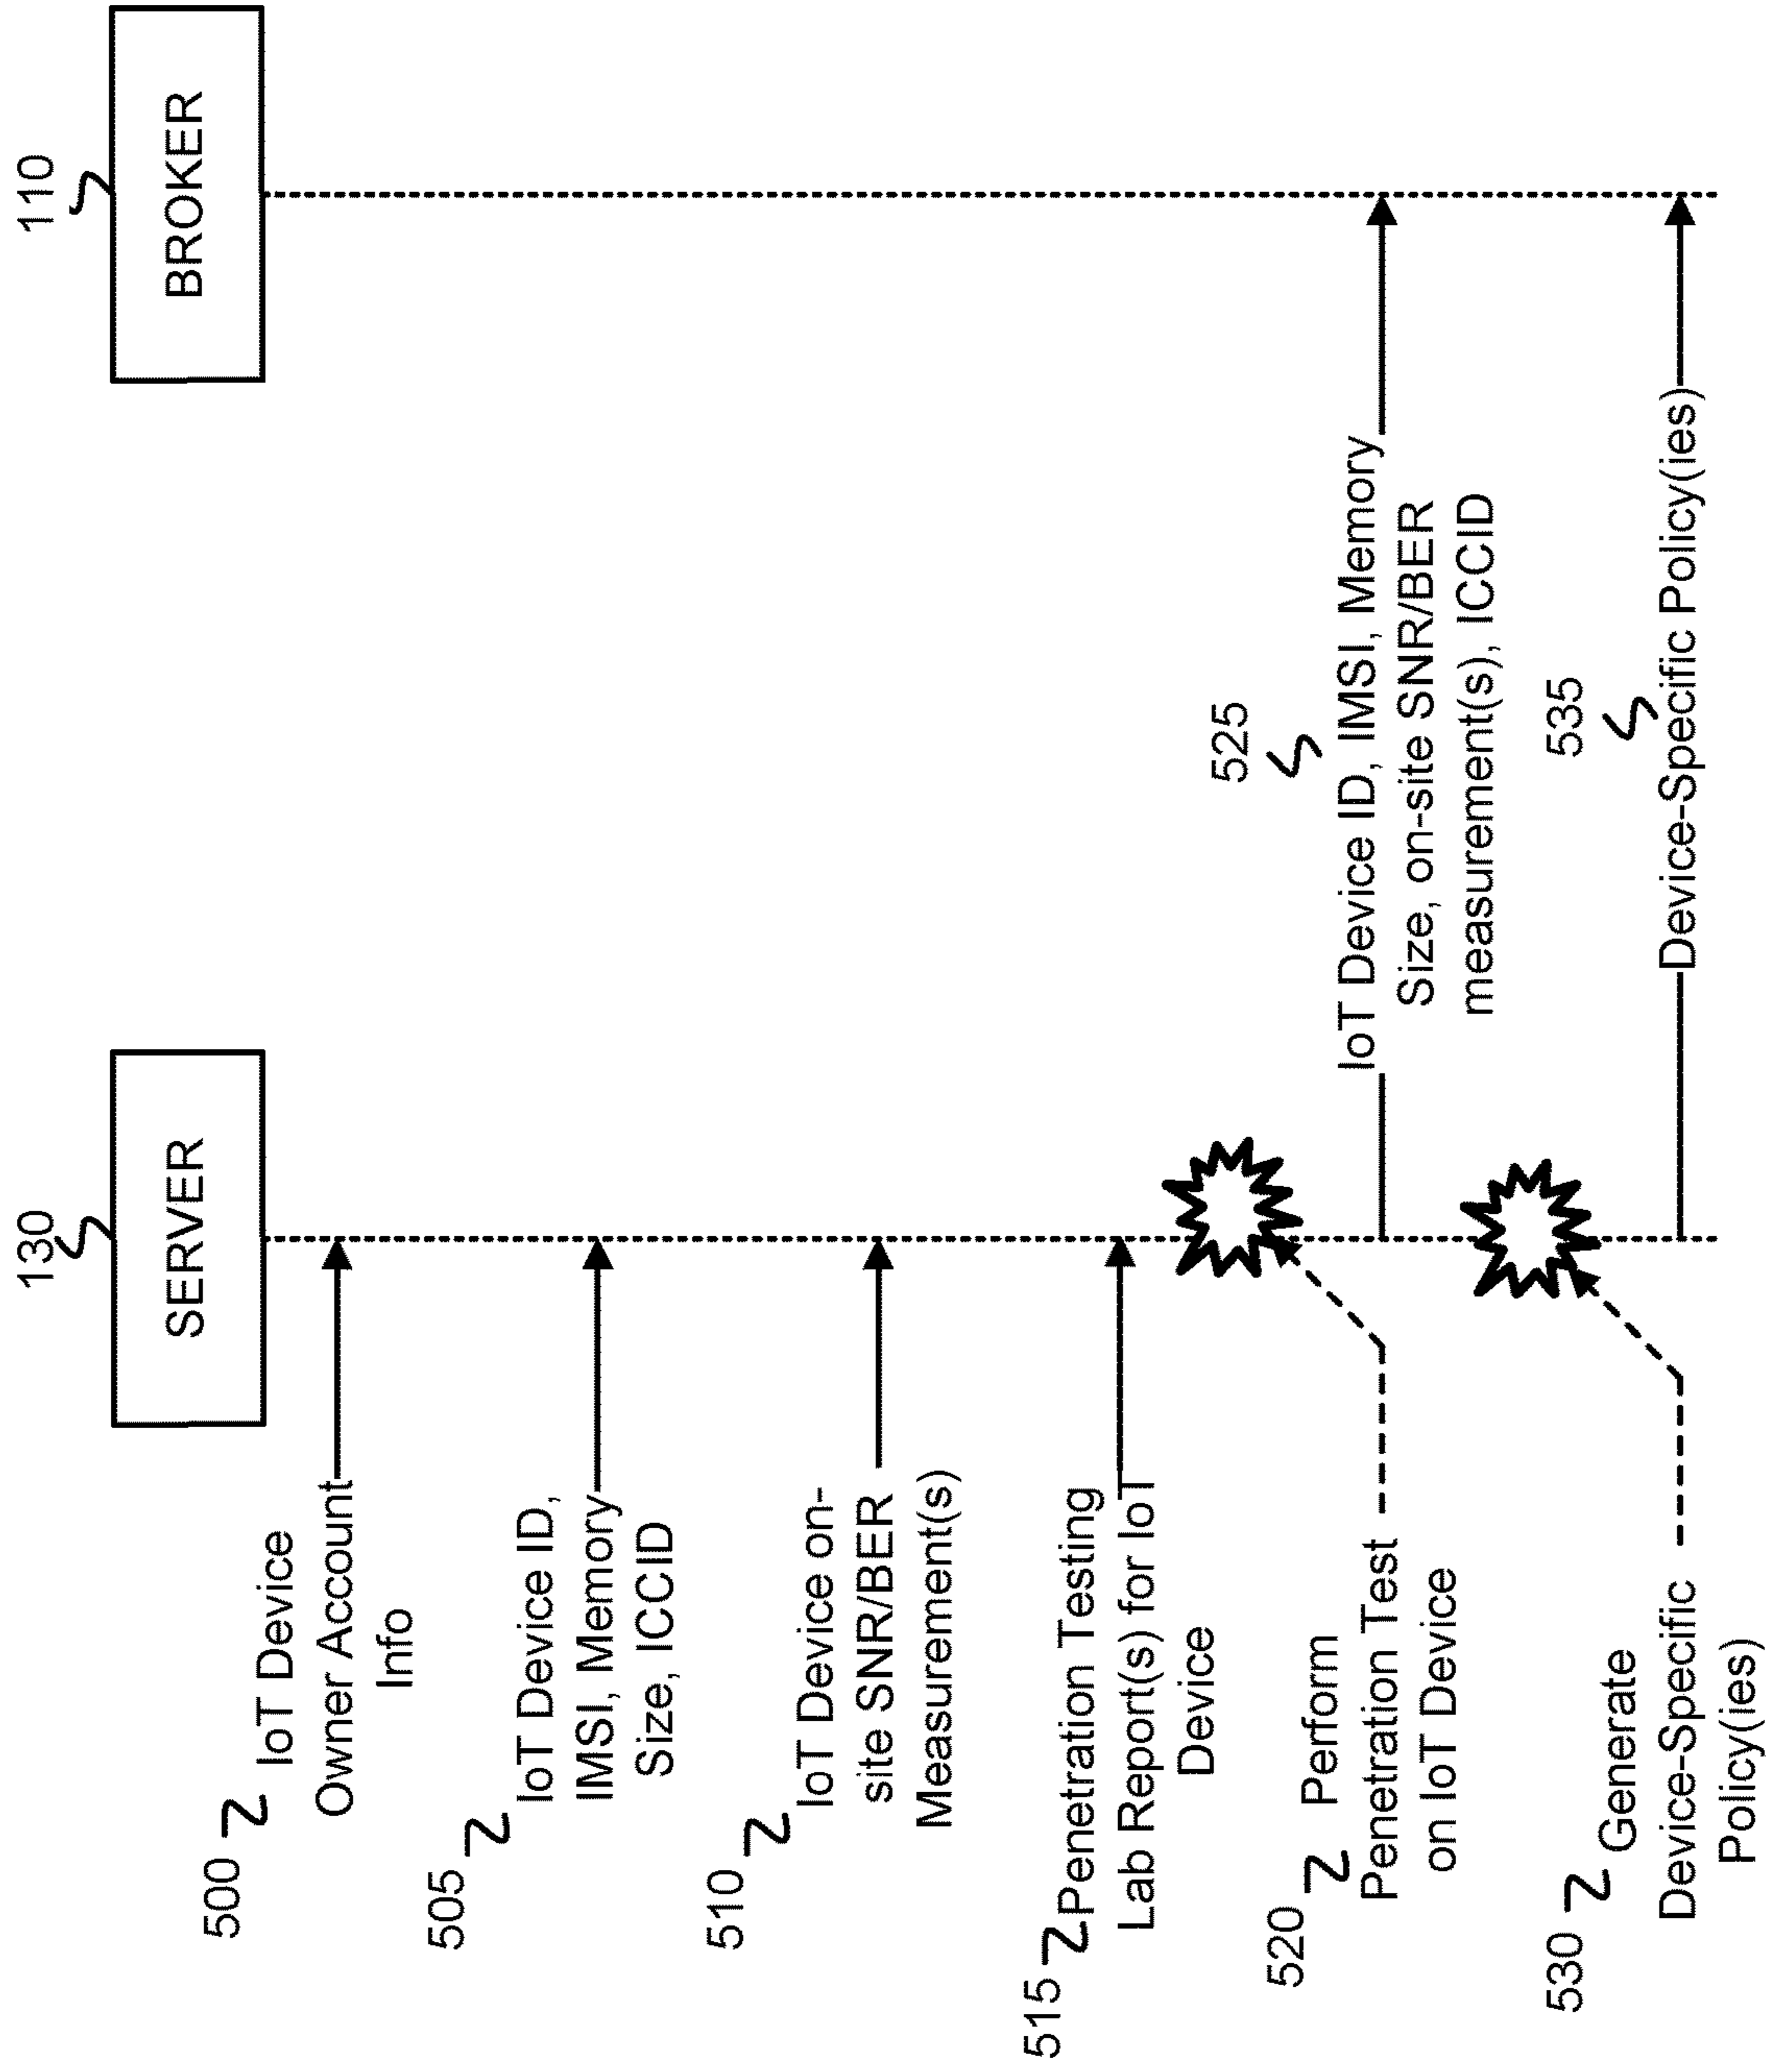 130
SERVER
110
BROKER
500
IoT Device
Owner Account
Info
505
IoT Device ID,
IMSI, Memory
Size, ICCID
510
IoT Device on-
site SNR/BER
Measurement(s)
515
Penetration Testing
Lab Report(s) for IoT
Device
520
Perform
Penetration Test
on IoT Device
525
IoT Device ID, IMSI, Memory
Size, on-site SNR/BER
measurement(s), ICCID
530
Generate
Device-Specific
Policy(ies)
535
Device-Specific Policy(ies)